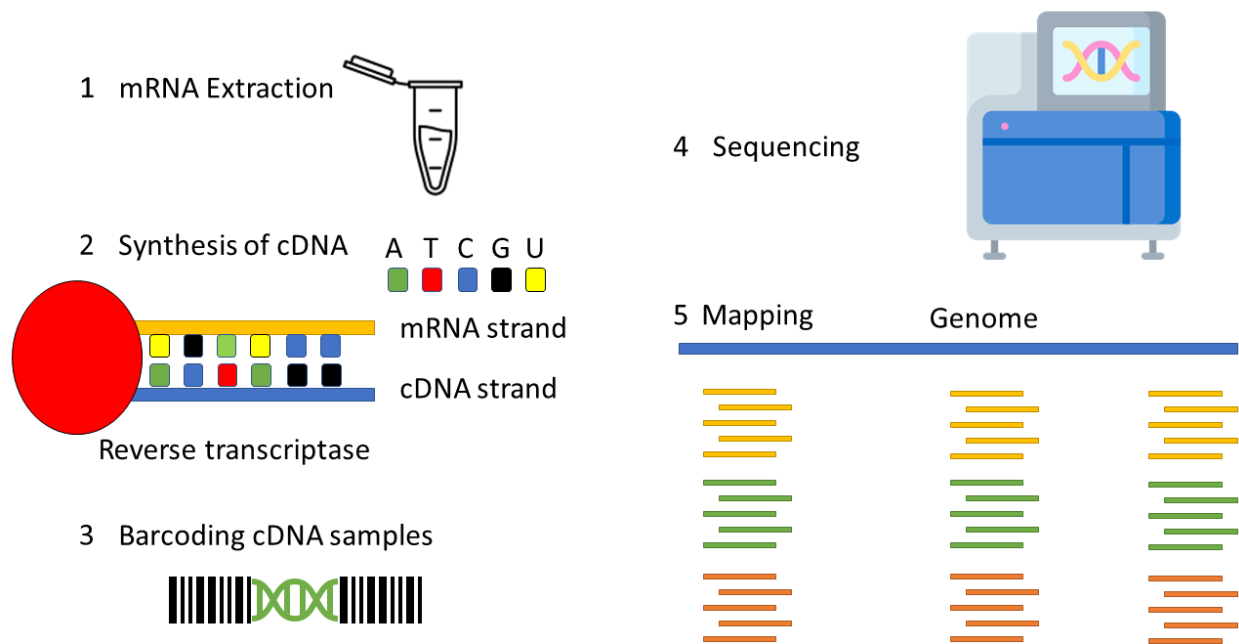 1 mRNA Extraction
2 Synthesis of cDNA
A T C G U
mRNA strand
cDNA strand
Reverse transcriptase
3 Barcoding cDNA samples
4 Sequencing
5 Mapping
Genome